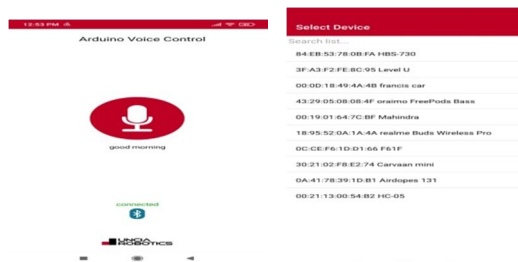 12:53 PM
Arduino Voice Control
good morning
connected
UNCIA
ROBOTICS
Select Device
Search list...
84:EB:53:78:0B:FA HBS-730
3F:A3:F2:FE:8C:95 Level U
00:0D:18:49:4A:4B francis car
43:29:05:08:08:4F oraimo FreePods Bass
00:19:01:64:7C:BF Mahindra
18:95:52:0A:1A:4A realme Buds Wireless Pro
0C:CE:F6:1D:D1:66 F61F
30:21:02:F8:E2:74 Carvaan mini
0A:41:78:39:1D:B1 Airdopes 131
00:21:13:00:54:B2 HC-05